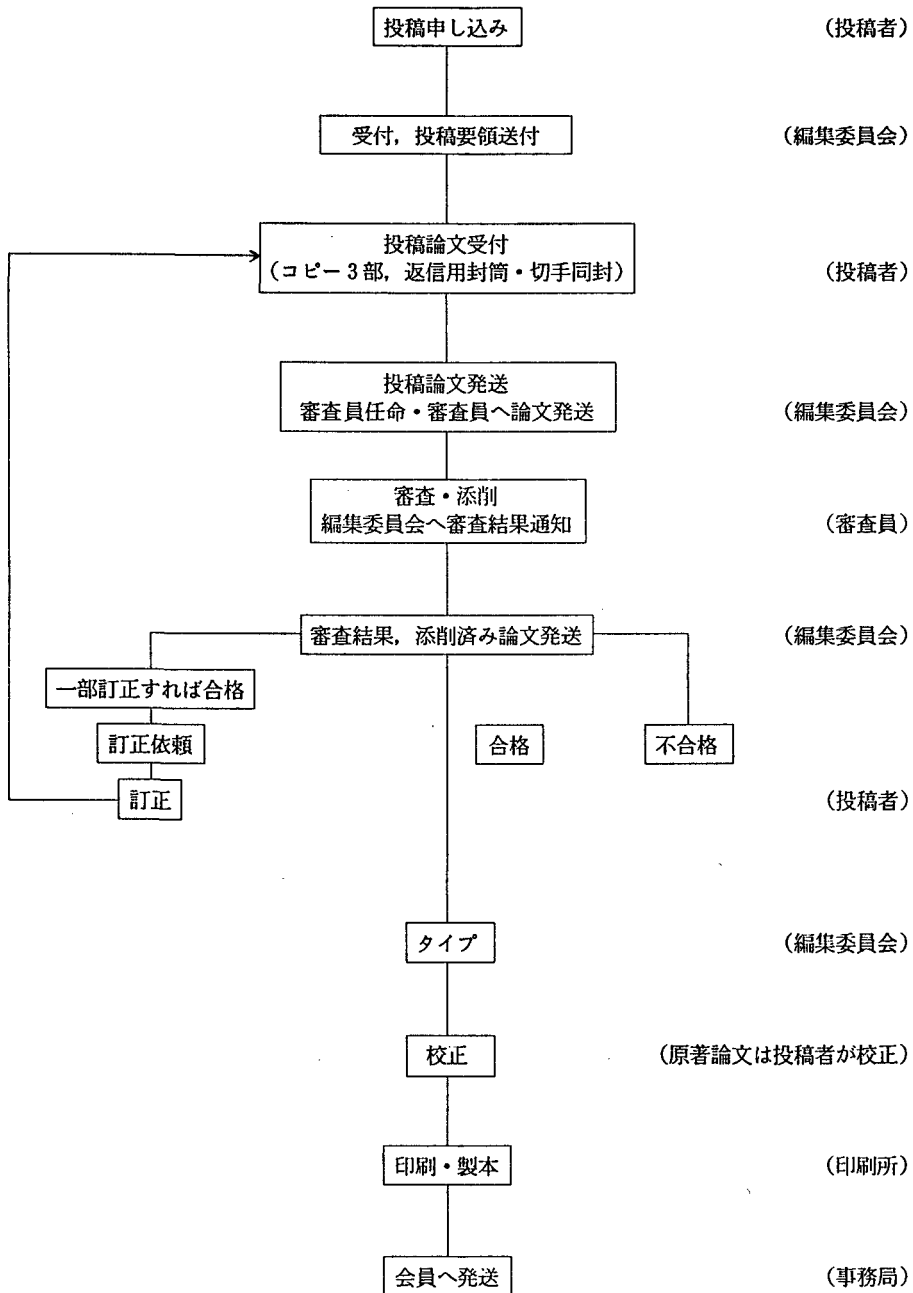 投稿申し込み (投稿者)
受付，投稿要領送付 (編集委員会)
投稿論文受付
(コピー3部，返信用封筒・切手同封) (投稿者)
投稿論文発送
審査員任命・審査員へ論文発送 (編集委員会)
審査・添削
編集委員会へ審査結果通知 (審査員)
審査結果，添削済み論文発送 (編集委員会)
一部訂正すれば合格
訂正依頼 合格 不合格
訂正 (投稿者)
タイプ (編集委員会)
校正 (原著論文は投稿者が校正)
印刷・製本 (印刷所)
会員へ発送 (事務局)